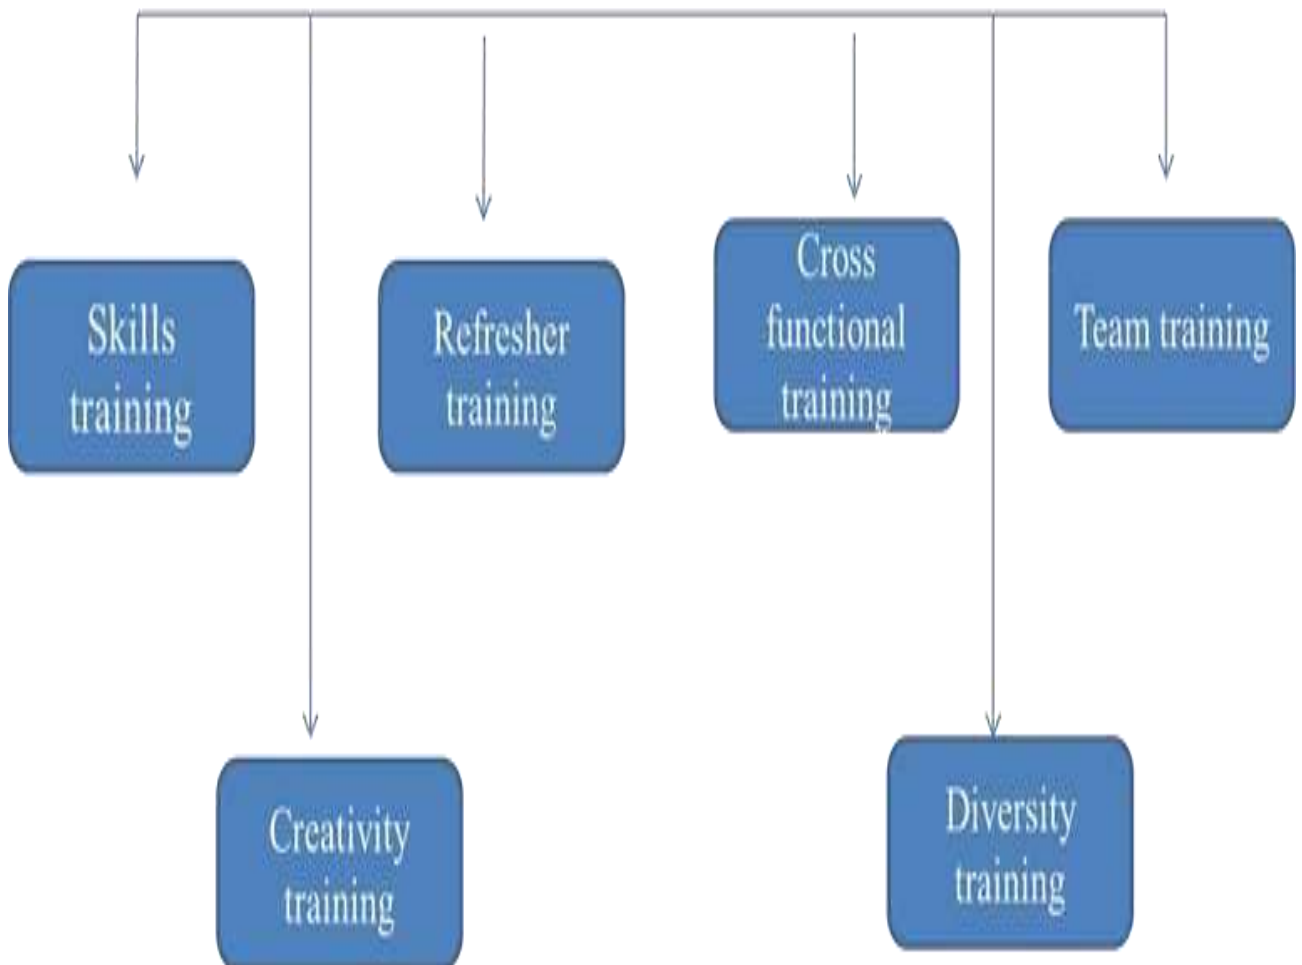 Skills
training
Refresher
training
Cross
functional
training
Team training
Creativity
training
Diversity
training